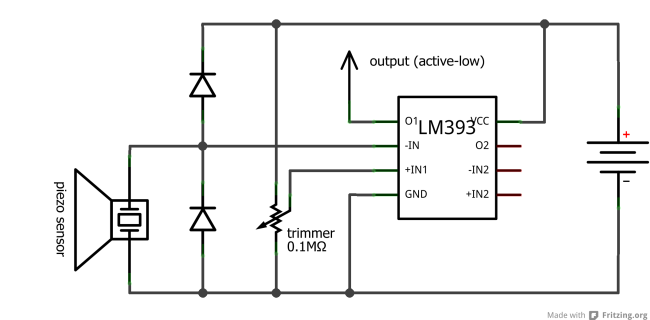 output (active-low)
O1
LM393
VCC
-IN
O2
+IN1
-IN2
GND
+IN2
+
-
piezo sensor
trimmer
0.1MΩ
Made with Fritzing.org